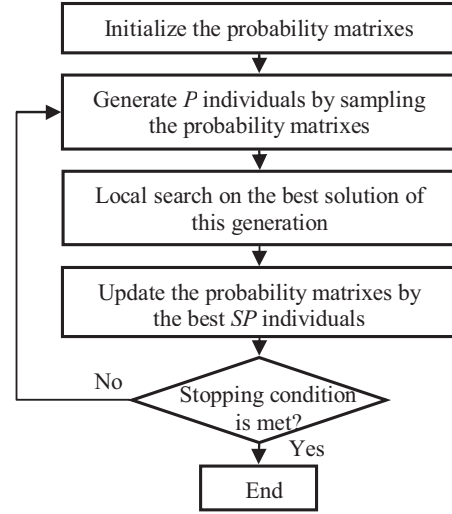 Initialize the probability matrixes
Generate P individuals by sampling
the probability matrixes
Local search on the best solution of
this generation
Update the probability matrixes by
the best SP individuals
No
Stopping condition
is met?
Yes
End